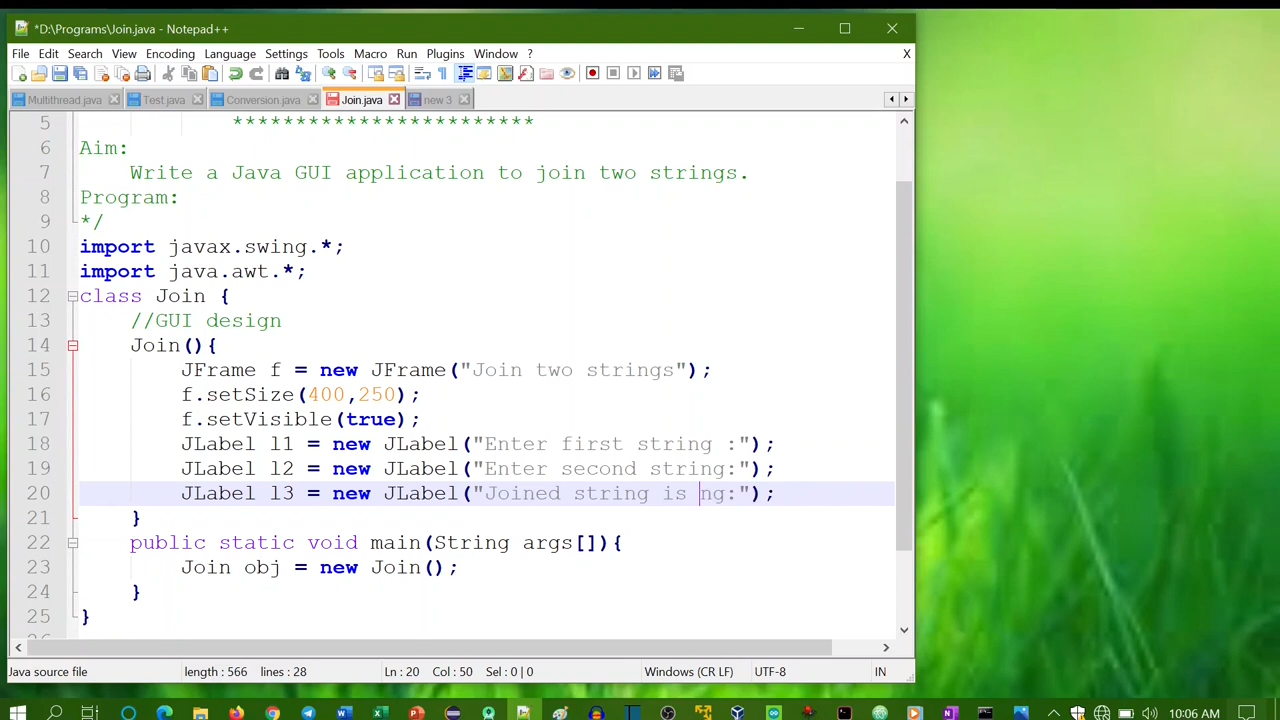 *D:\Programs\Join.java - Notepad++
File Edit Search View Encoding Language Settings Tools Macro Run Plugins Window ? X
Multithread.java Test.java Conversion.java Join.java new 3
5 ************************
6 Aim:
7 Write a Java GUI application to join two strings.
8 Program:
9 */
10 import javax.swing.*;
11 import java.awt.*;
12 class Join {
13 //GUI design
14 Join(){
15 JFrame f = new JFrame("Join two strings");
16 f.setSize(400,250);
17 f.setVisible(true);
18 JLabel l1 = new JLabel("Enter first string :");
19 JLabel l2 = new JLabel("Enter second string:");
20 JLabel l3 = new JLabel("Joined string is ng:");
21 }
22 public static void main(String args[]){
23 Join obj = new Join();
24 }
25 }
Java source file length : 566 lines : 28 Ln : 20 Col : 50 Sel : 0 | 0 Windows (CR LF) UTF-8 IN
10:06 AM